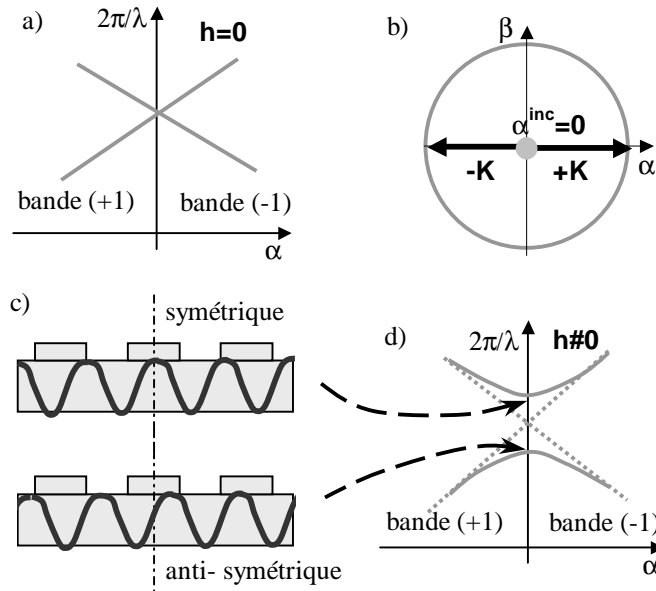 a)
2π/λ
h=0
bande (+1)
bande (-1)
α
b)
β
α^inc=0
α
-K
+K
c)
symétrique
anti- symétrique
d)
2π/λ
h#0
bande (+1)
bande (-1)
α